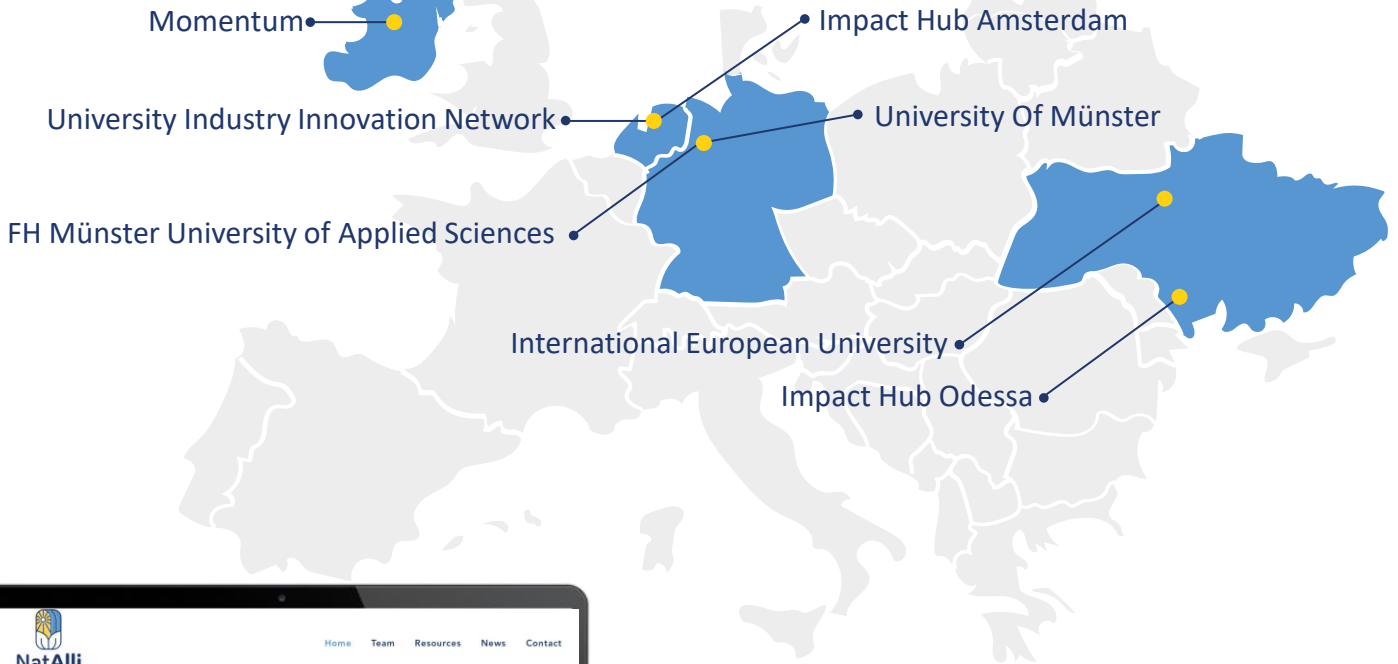 Momentum
Impact Hub Amsterdam
University Industry Innovation Network
University Of Münster
FH Münster University of Applied Sciences
International European University
Impact Hub Odessa
Home Team Resources News Contact
NatAlli